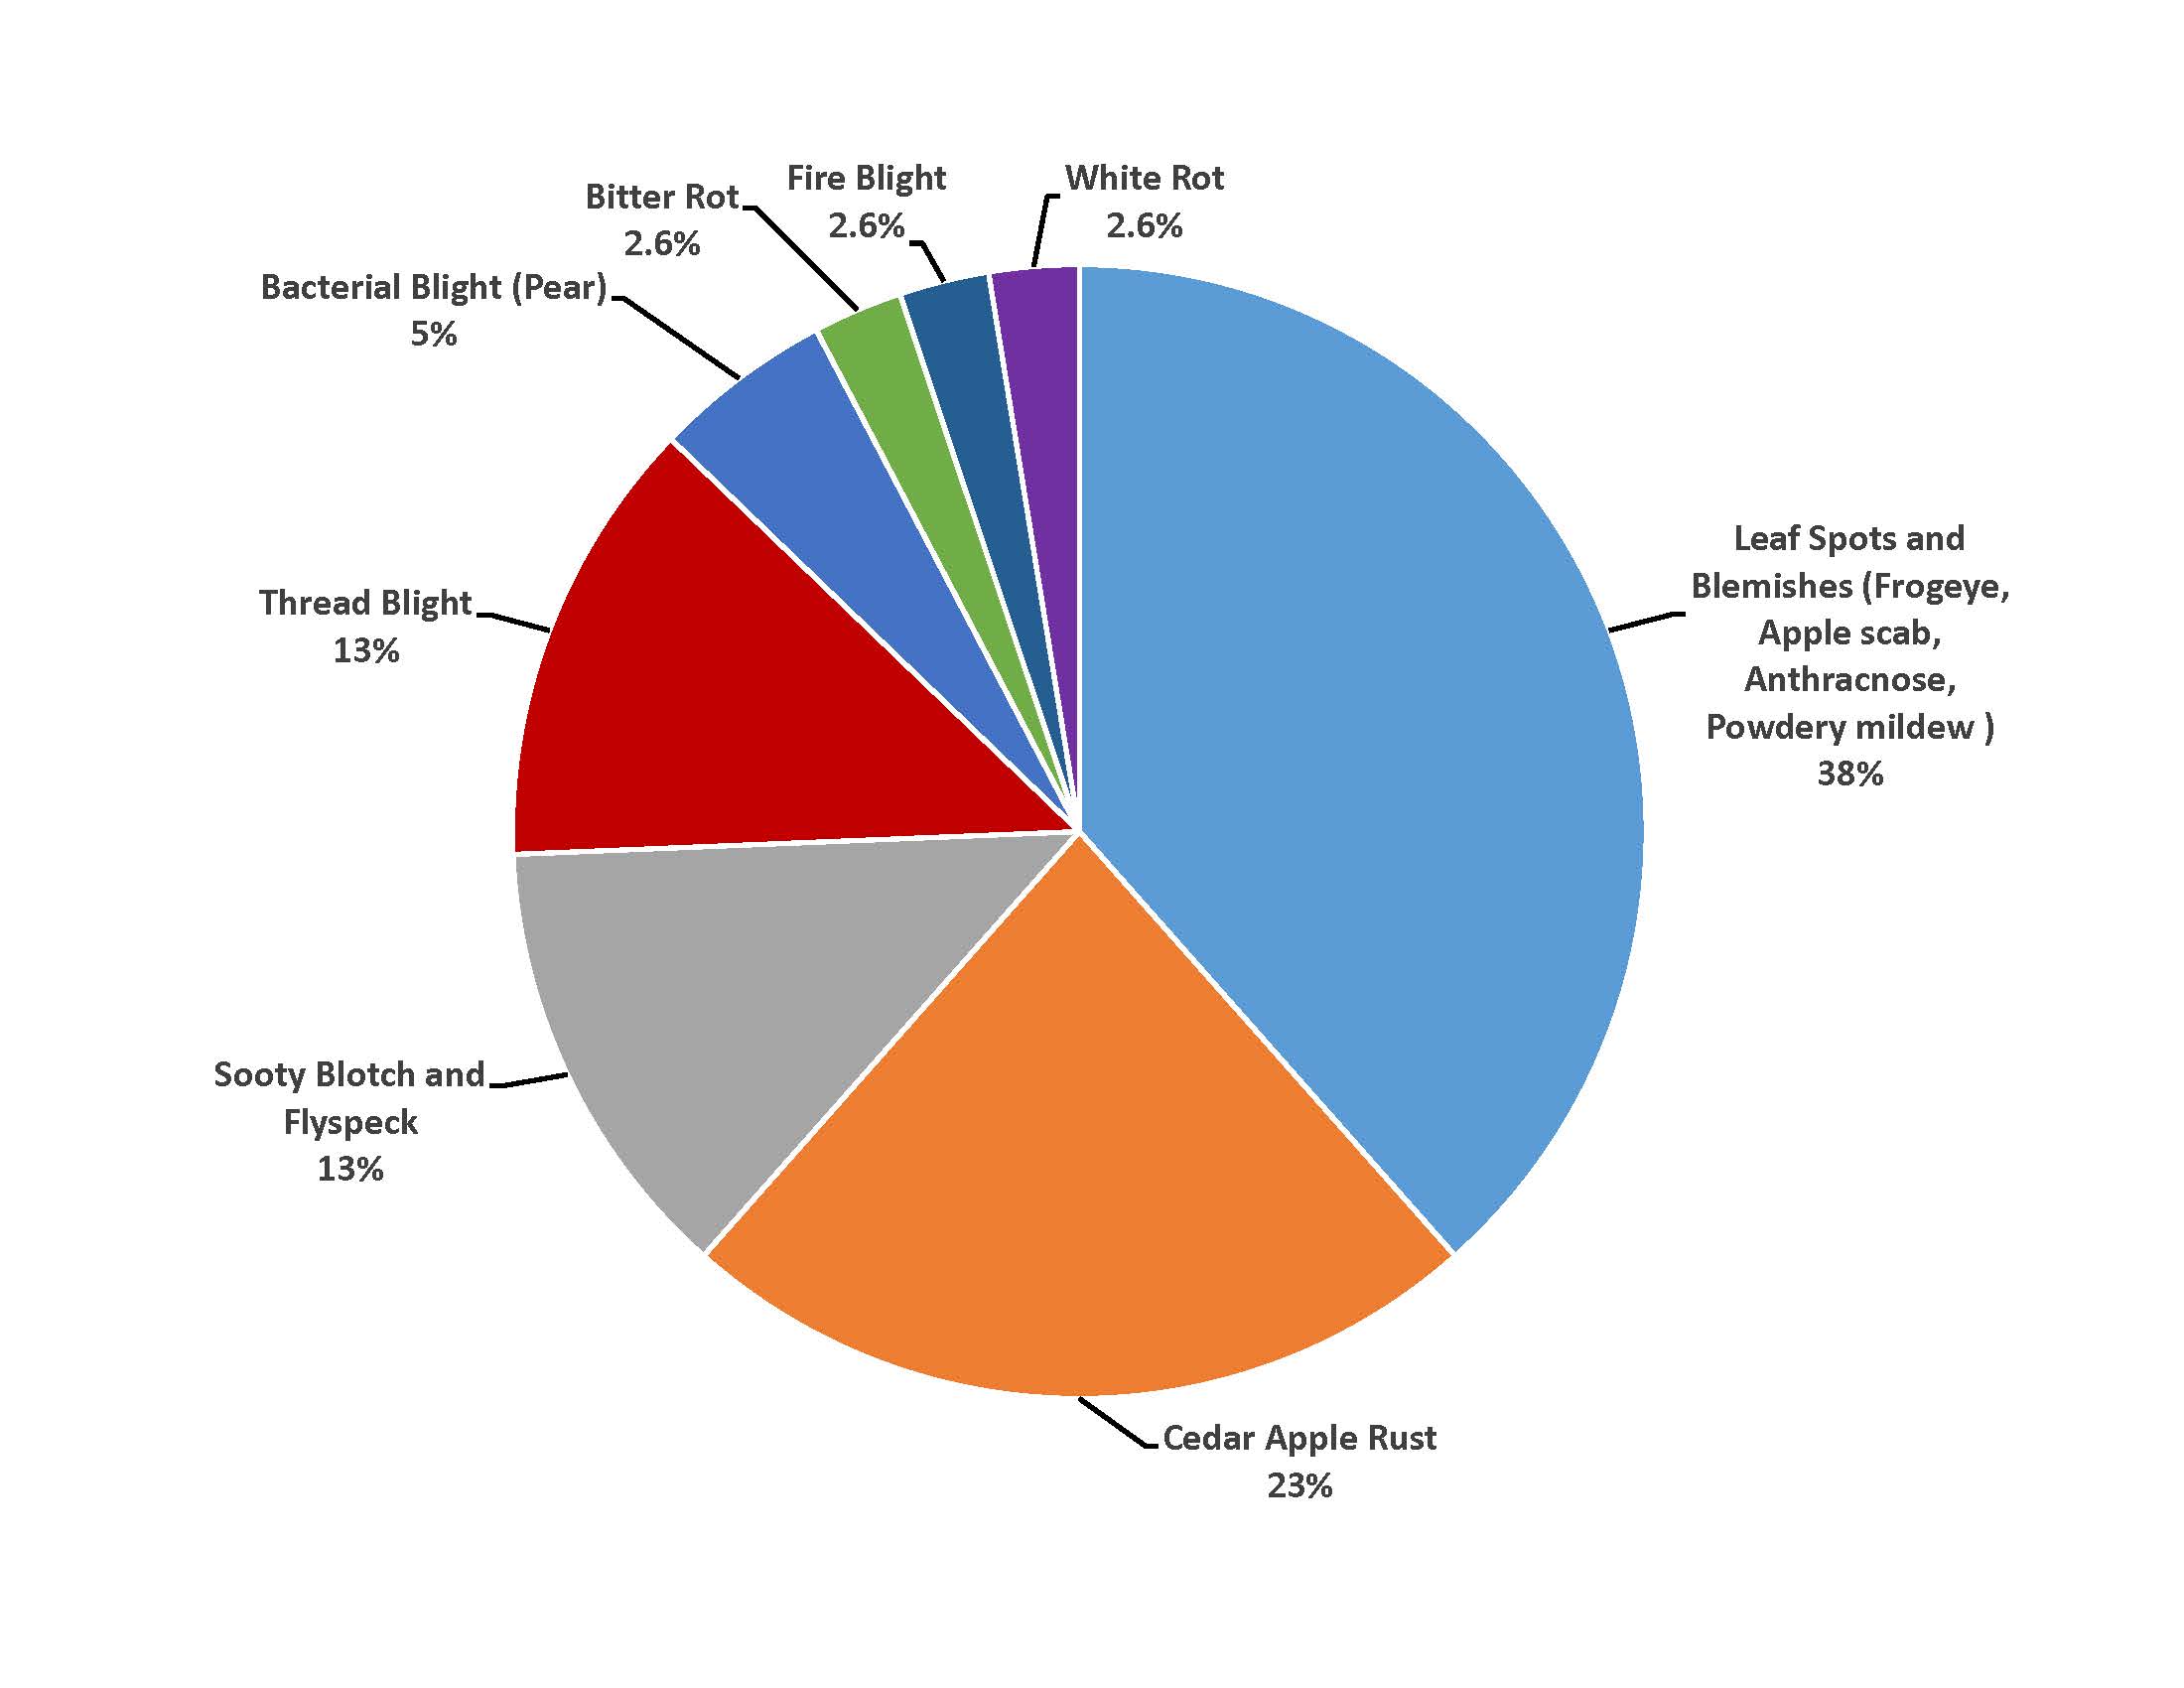 Fire Blight
2.6%
White Rot
2.6%
Bitter Rot
2.6%
Bacterial Blight (Pear)
5%
Leaf Spots and
Blemishes (Frogeye,
Apple scab,
Anthracnose,
Powdery mildew )
38%
Thread Blight
13%
Sooty Blotch and
Flyspeck
13%
Cedar Apple Rust
23%